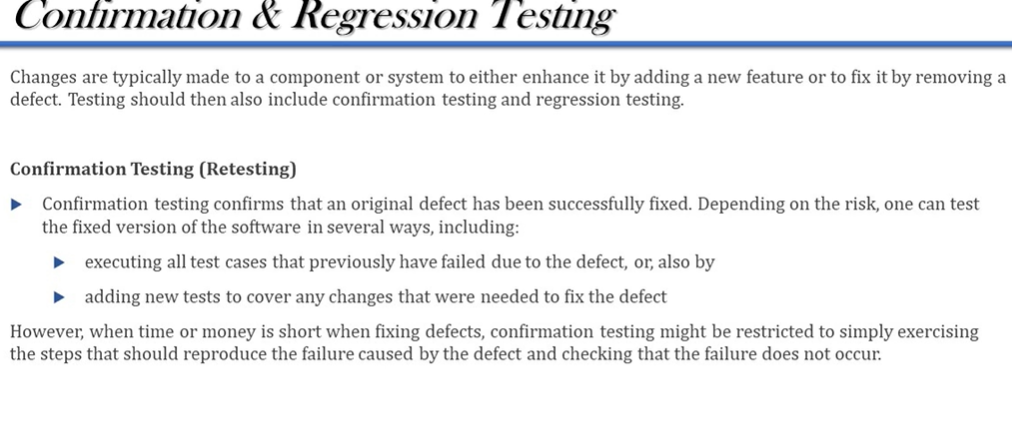 Confirmation & Regression Testing
Changes are typically made to a component or system to either enhance it by adding a new feature or to fix it by removing a
defect. Testing should then also include confirmation testing and regression testing.
Confirmation Testing (Retesting)
Confirmation testing confirms that an original defect has been successfully fixed. Depending on the risk, one can test
the fixed version of the software in several ways, including:
executing all test cases that previously have failed due to the defect, or, also by
adding new tests to cover any changes that were needed to fix the defect
However, when time or money is short when fixing defects, confirmation testing might be restricted to simply exercising
the steps that should reproduce the failure caused by the defect and checking that the failure does not occur.